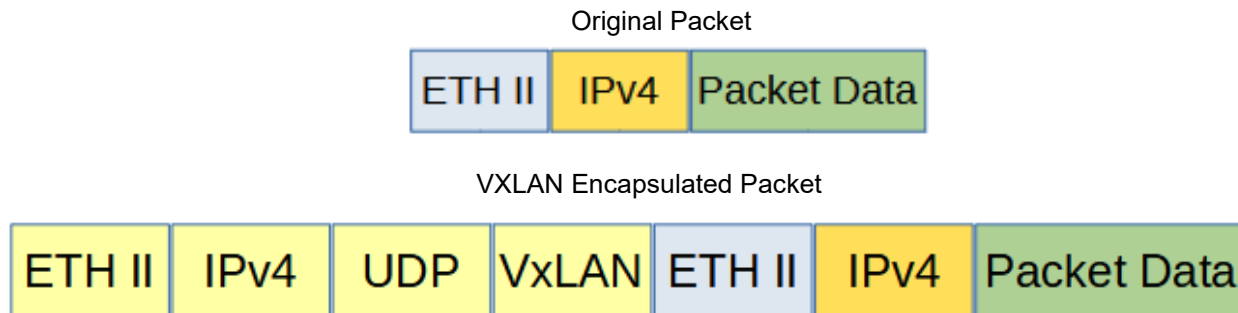 Original Packet
ETH II IPv4 Packet Data
VXLAN Encapsulated Packet
ETH II IPv4 UDP VxLAN ETH II IPv4 Packet Data